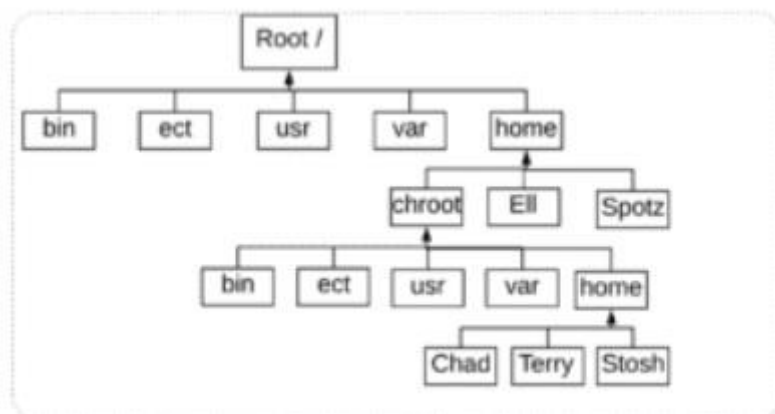 Root /
bin ect usr var home
chroot Ell Spotz
bin ect usr var home
Chad Terry Stosh